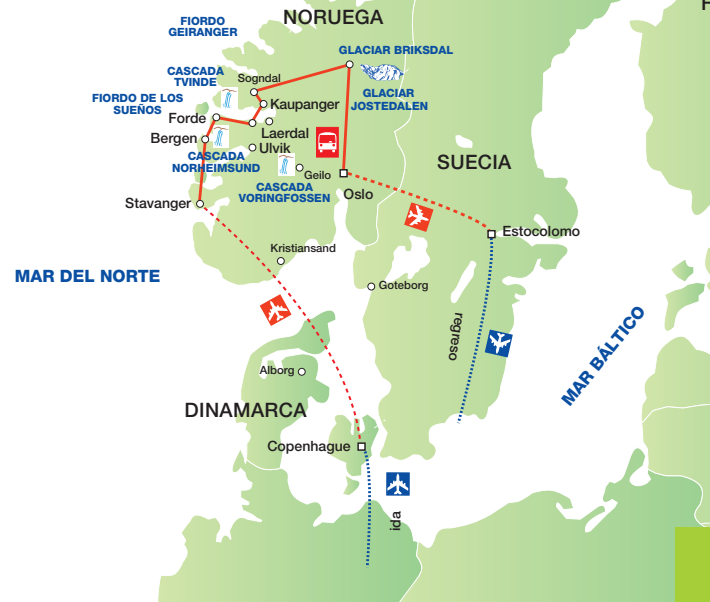 NORUEGA
FIORDO
GEIRANGER
GLACIAR BRIKSDAL
CASCADA
TVINDE
Sogndal
GLACIAR
JOSTEDALEN
FIORDO DE LOS
SUEÑOS
Kaupanger
Forde
Laerdal
Bergen
Ulvik
CASCADA
NORHEIMSUND
SUECIA
Geilo
CASCADA
VORINGFOSSEN
Oslo
Stavanger
Estocolomo
Kristiansand
MAR DEL NORTE
Goteborg
regreso
MAR BÁLTICO
Alborg
DINAMARCA
Copenhague
ida